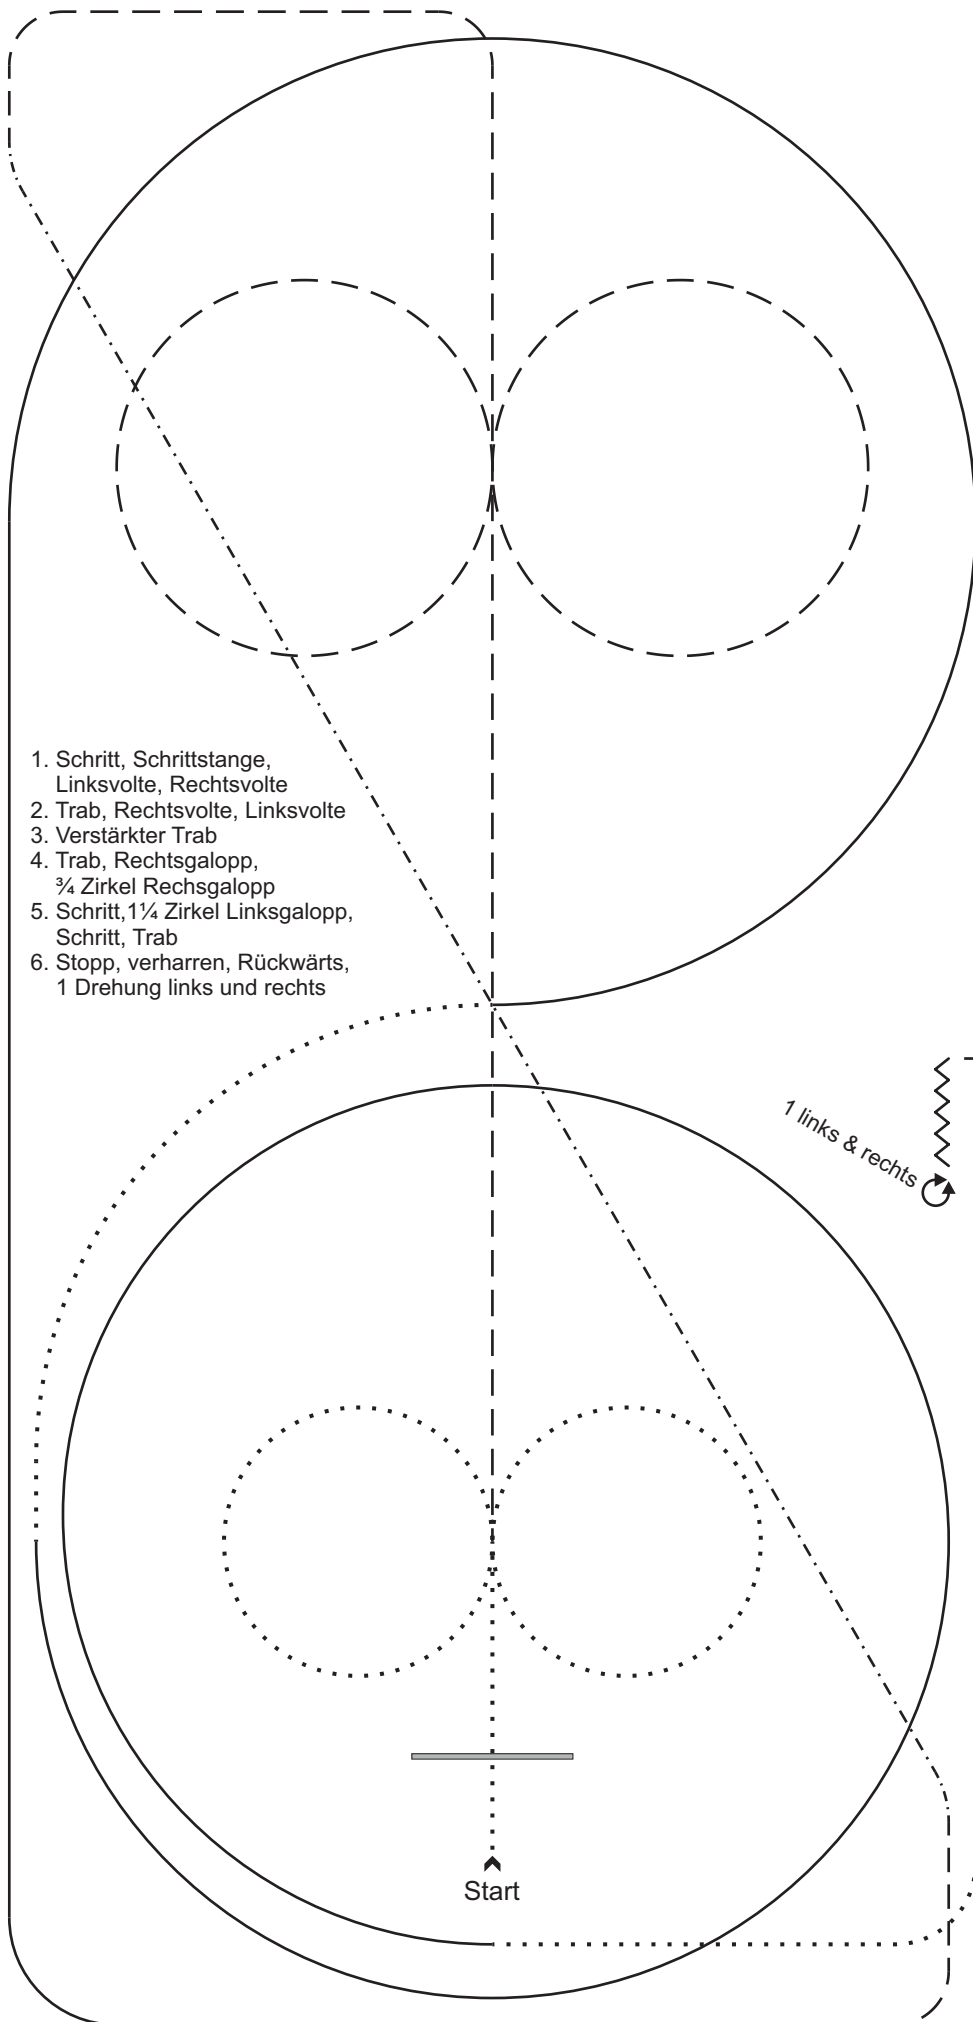 1. Schritt, Schrittstange,
Linksvolte, Rechtsvolte
2. Trab, Rechtsvolte, Linksvolte
3. Verstärkter Trab
4. Trab, Rechtsgalopp,
¾ Zirkel Rechsgalopp
5. Schritt,1¼ Zirkel Linksgalopp,
Schritt, Trab
6. Stopp, verharren, Rückwärts,
1 Drehung links und rechts
1 links & rechts
Start